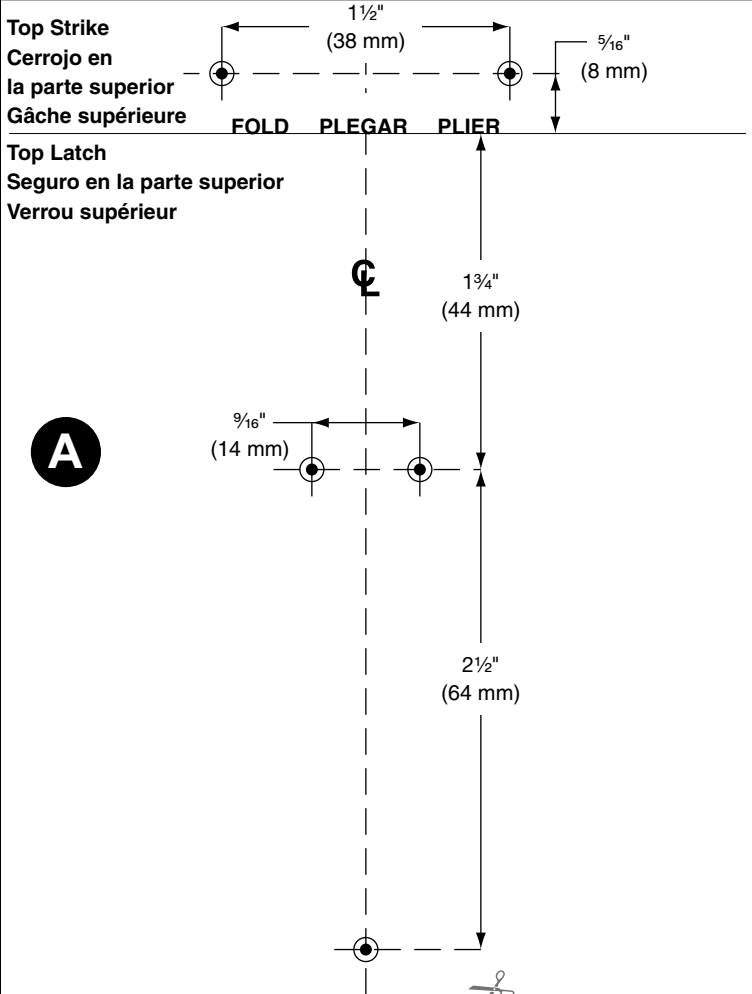 Top Strike
Cerrojo en
la parte superior
Gâche supérieure
1½"
(38 mm)
5⁄16"
(8 mm)
FOLD PLEGAR PLIER
Top Latch
Seguro en la parte superior
Verrou supérieur
℄
1¾"
(44 mm)
9⁄16"
(14 mm)
A
2½"
(64 mm)